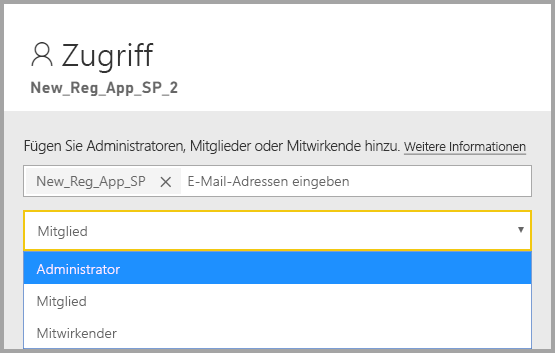 Zugriff
New_Reg_App_SP_2
Fügen Sie Administratoren, Mitglieder oder Mitwirkende hinzu. Weitere Informationen
New_Reg_App_SP E-Mail-Adressen eingeben
Mitglied
Administrator
Mitglied
Mitwirkender